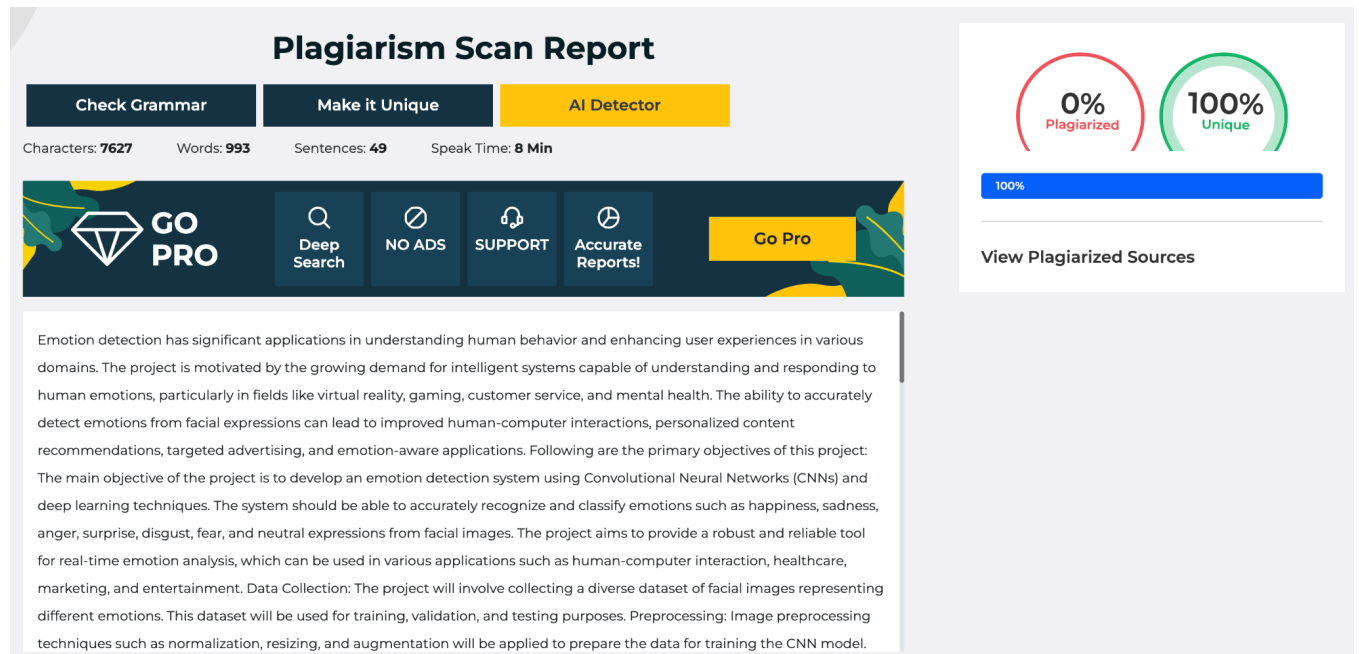 Plagiarism Scan Report
Check Grammar
Make it Unique
AI Detector
Characters: 7627
Words: 993
Sentences: 49
Speak Time: 8 Min
GO
PRO
Deep
Search
NO ADS
SUPPORT
Accurate
Reports!
Go Pro
Emotion detection has significant applications in understanding human behavior and enhancing user experiences in various
domains. The project is motivated by the growing demand for intelligent systems capable of understanding and responding to
human emotions, particularly in fields like virtual reality, gaming, customer service, and mental health. The ability to accurately
detect emotions from facial expressions can lead to improved human-computer interactions, personalized content
recommendations, targeted advertising, and emotion-aware applications. Following are the primary objectives of this project:
The main objective of the project is to develop an emotion detection system using Convolutional Neural Networks (CNNs) and
deep learning techniques. The system should be able to accurately recognize and classify emotions such as happiness, sadness,
anger, surprise, disgust, fear, and neutral expressions from facial images. The project aims to provide a robust and reliable tool
for real-time emotion analysis, which can be used in various applications such as human-computer interaction, healthcare,
marketing, and entertainment. Data Collection: The project will involve collecting a diverse dataset of facial images representing
different emotions. This dataset will be used for training, validation, and testing purposes. Preprocessing: Image preprocessing
techniques such as normalization, resizing, and augmentation will be applied to prepare the data for training the CNN model.
0%
Plagiarized
100%
Unique
100%
View Plagiarized Sources